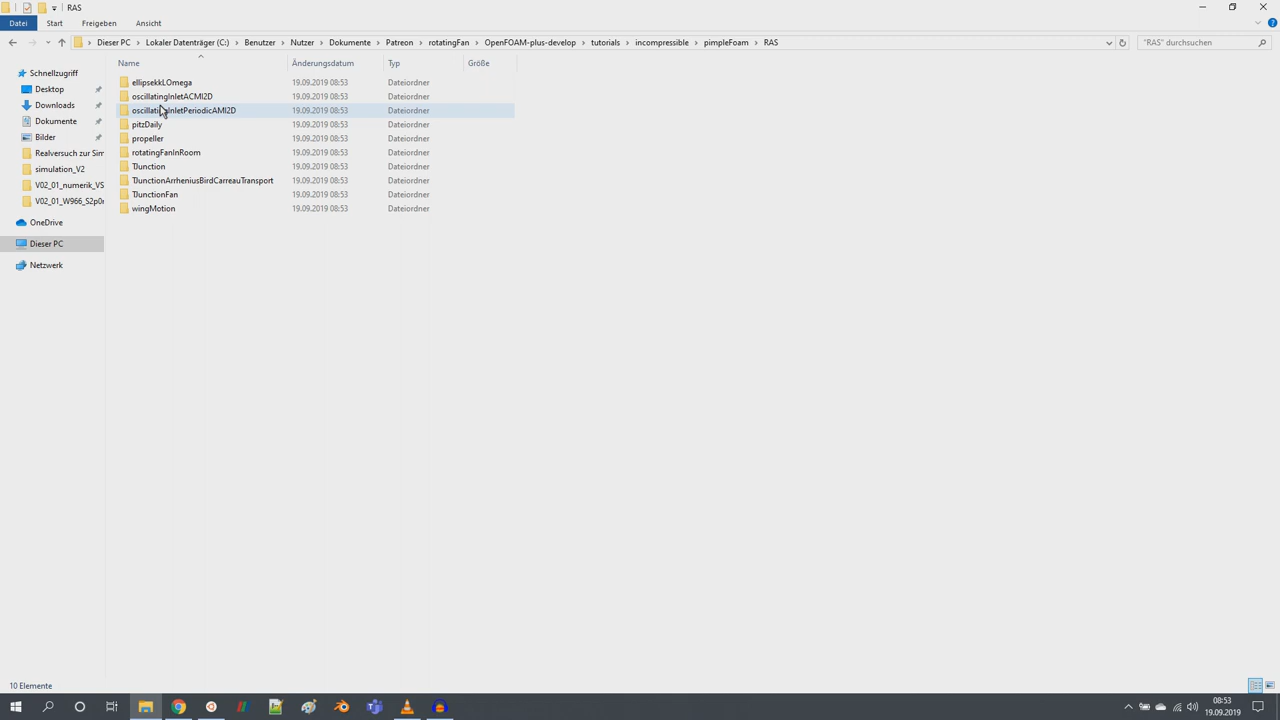 RAS
Datei Start Freigeben Ansicht
Dieser PC Lokaler Datenträger (C:) Benutzer Nutzer Dokumente Patreon rotatingFan OpenFOAM-plus-develop tutorials incompressible pimpleFoam RAS "RAS" durchsuchen
Name Änderungsdatum Typ Größe
Schnellzugriff
Desktop
Downloads
Dokumente
Bilder
Realversuch zur Sim
simulation_V2
V02_01_numerik_VS
V02_01_W966_S2p0
OneDrive
Dieser PC
Netzwerk
ellipsekkLOmega 19.09.2019 08:53 Dateiordner
oscillatingInletACMI2D 19.09.2019 08:53 Dateiordner
oscillatingInletPeriodicAMI2D 19.09.2019 08:53 Dateiordner
pitzDaily 19.09.2019 08:53 Dateiordner
propeller 19.09.2019 08:53 Dateiordner
rotatingFanInRoom 19.09.2019 08:53 Dateiordner
TJunction 19.09.2019 08:53 Dateiordner
TJunctionArrheniusBirdCarreauTransport 19.09.2019 08:53 Dateiordner
TJunctionFan 19.09.2019 08:53 Dateiordner
wingMotion 19.09.2019 08:53 Dateiordner
10 Elemente
08:53
19.09.2019